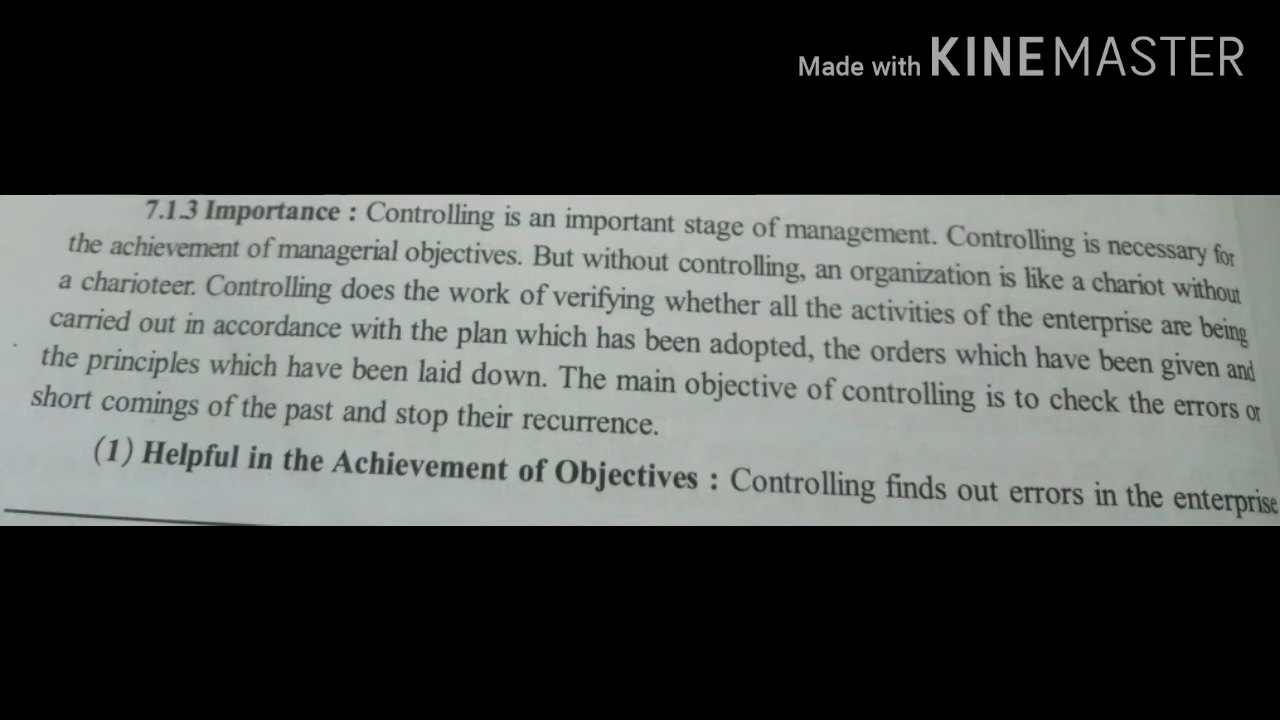 Made with KINEMASTER
7.1.3 Importance : Controlling is an important stage of management. Controlling is necessary for
the achievement of managerial objectives. But without controlling, an organization is like a chariot without
a charioteer. Controlling does the work of verifying whether all the activities of the enterprise are being
carried out in accordance with the plan which has been adopted, the orders which have been given and
the principles which have been laid down. The main objective of controlling is to check the errors or
short comings of the past and stop their recurrence.
(1) Helpful in the Achievement of Objectives : Controlling finds out errors in the enterprise